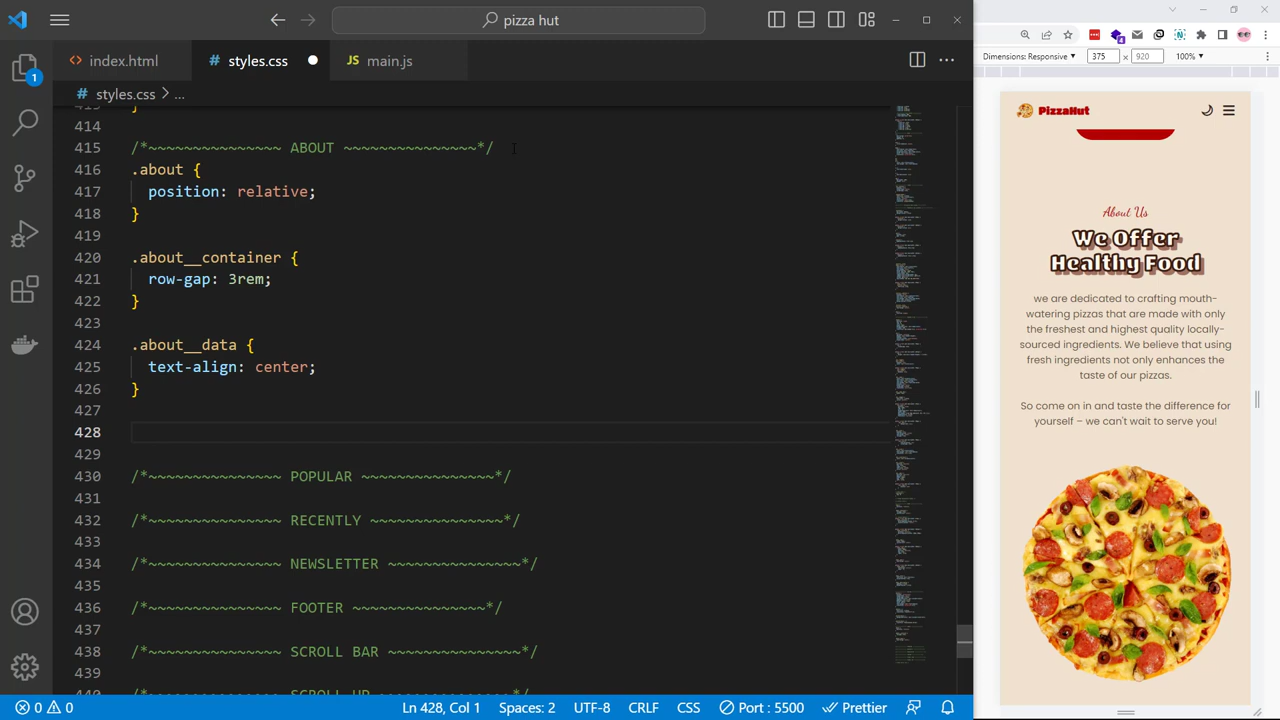 pizza hut
index.html
# styles.css
JS main.js
# styles.css > ...
Dimensions: Responsive
375
×
920
100%
1
4
414
415 /*~~~~~~~~~~~~~~~ ABOUT ~~~~~~~~~~~~~~~*/
416 .about {
417 position: relative;
418 }
419
420 .about__container {
421 row-gap: 3rem;
422 }
423
424 .about__data {
425 text-align: center;
426 }
427
428
429
430 /*~~~~~~~~~~~~~~~ POPULAR ~~~~~~~~~~~~~~~*/
431
432 /*~~~~~~~~~~~~~~~ RECENTLY ~~~~~~~~~~~~~~~*/
433
434 /*~~~~~~~~~~~~~~~ NEWSLETTER ~~~~~~~~~~~~~~~*/
435
436 /*~~~~~~~~~~~~~~~ FOOTER ~~~~~~~~~~~~~~~*/
437
438 /*~~~~~~~~~~~~~~~ SCROLL BAR ~~~~~~~~~~~~~~~*/
439
PizzaHut
About Us
We Offer
Healthy Food
we are dedicated to crafting mouth-
watering pizzas that are made with only
the freshest and highest quality locally-
sourced ingredients. We believe that using
fresh ingredients not only enhances the
taste of our pizzas.
So come on in and taste the difference for
yourself – we can't wait to serve you!
0 0
Ln 428, Col 1
Spaces: 2
UTF-8
CRLF
CSS
Port : 5500
Prettier